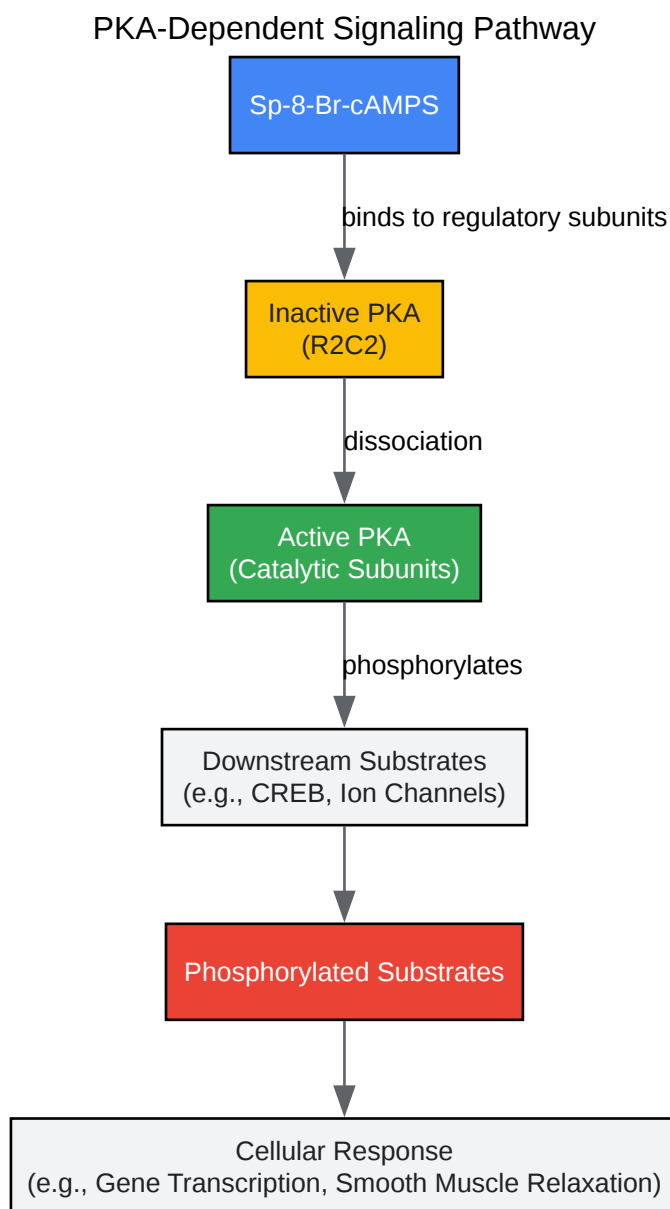 PKA-Dependent Signaling Pathway
Sp-8-Br-cAMPS
binds to regulatory subunits
Inactive PKA
(R2C2)
dissociation
Active PKA
(Catalytic Subunits)
phosphorylates
Downstream Substrates
(e.g., CREB, Ion Channels)
Phosphorylated Substrates
Cellular Response
(e.g., Gene Transcription, Smooth Muscle Relaxation)